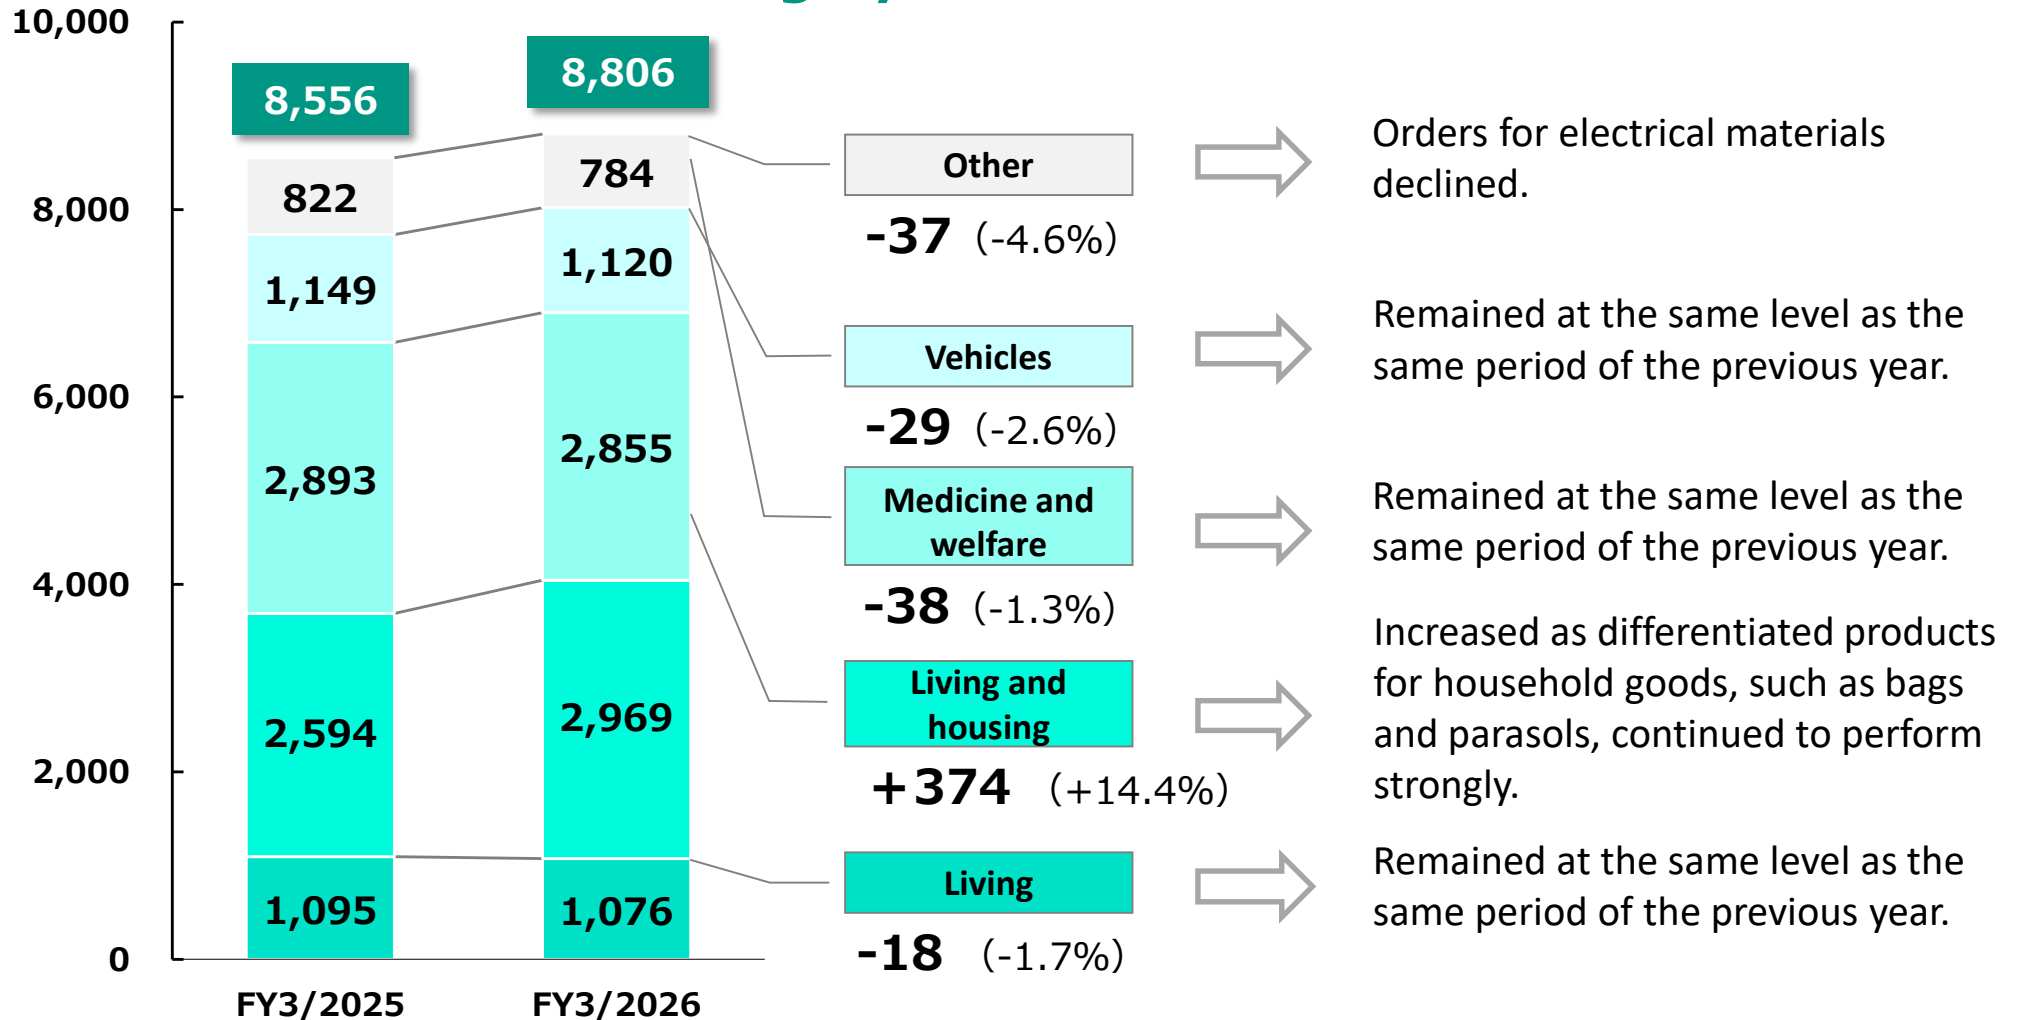 10,000
8,000
6,000
4,000
2,000
0
8,556
822
1,149
2,893
2,594
1,095
FY3/2025
8,806
784
1,120
2,855
2,969
1,076
FY3/2026
Other
-37 (-4.6%)
Orders for electrical materials
declined.
Vehicles
-29 (-2.6%)
Remained at the same level as the
same period of the previous year.
Medicine and
welfare
-38 (-1.3%)
Remained at the same level as the
same period of the previous year.
Living and
housing
+374 (+14.4%)
Increased as differentiated products
for household goods, such as bags
and parasols, continued to perform
strongly.
Living
-18 (-1.7%)
Remained at the same level as the
same period of the previous year.